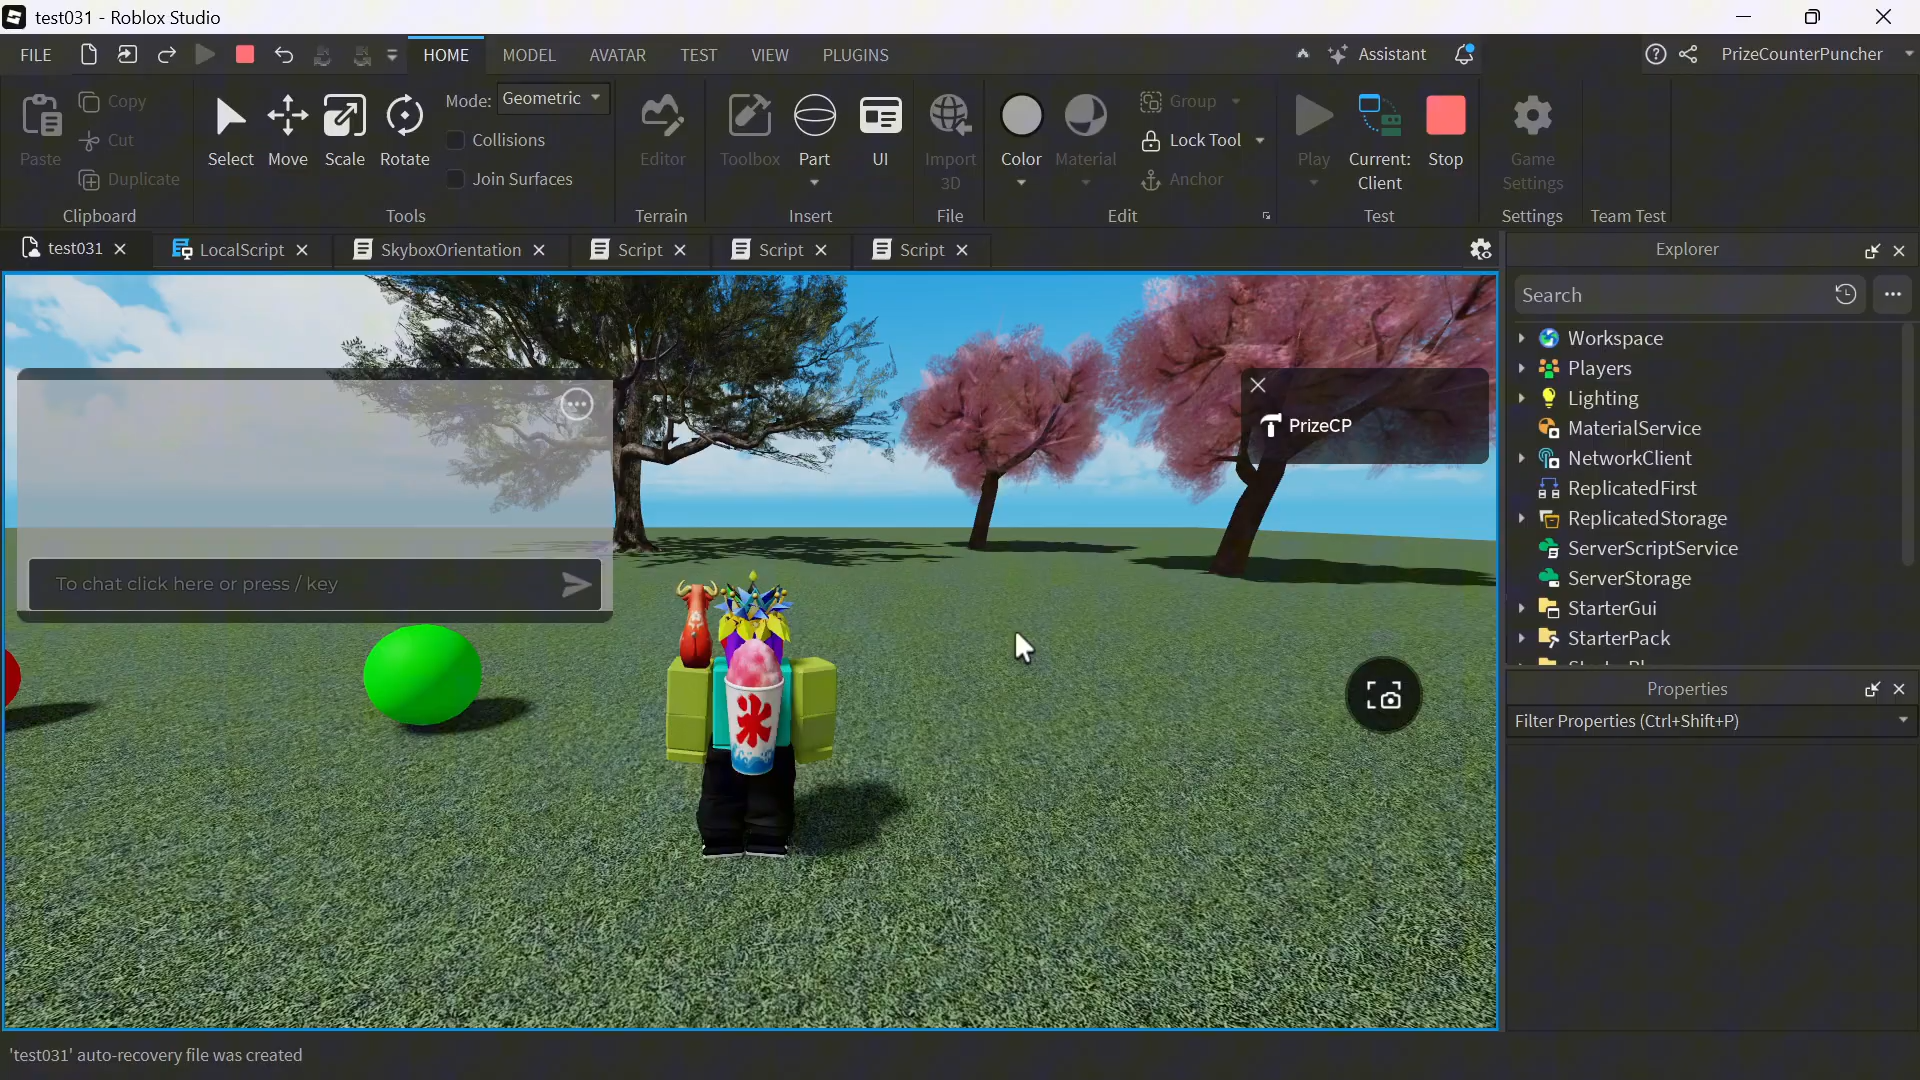 test031 - Roblox Studio
FILE
HOME
MODEL
AVATAR
TEST
VIEW
PLUGINS
Assistant
PrizeCounterPuncher
Paste
Copy
Cut
Duplicate
Clipboard
Select
Move
Scale
Rotate
Mode:
Geometric
Collisions
Join Surfaces
Tools
Editor
Terrain
Toolbox
Part
UI
Insert
Import
3D
File
Color
Material
Group
Lock Tool
Anchor
Edit
Play
Current:
Client
Stop
Test
Game
Settings
Settings
Team Test
test031
LocalScript
SkyboxOrientation
Script
Script
Script
To chat click here or press / key
PrizeCP
氷
Explorer
Search
Workspace
Players
Lighting
MaterialService
NetworkClient
ReplicatedFirst
ReplicatedStorage
ServerScriptService
ServerStorage
StarterGui
StarterPack
Properties
Filter Properties (Ctrl+Shift+P)
'test031' auto-recovery file was created